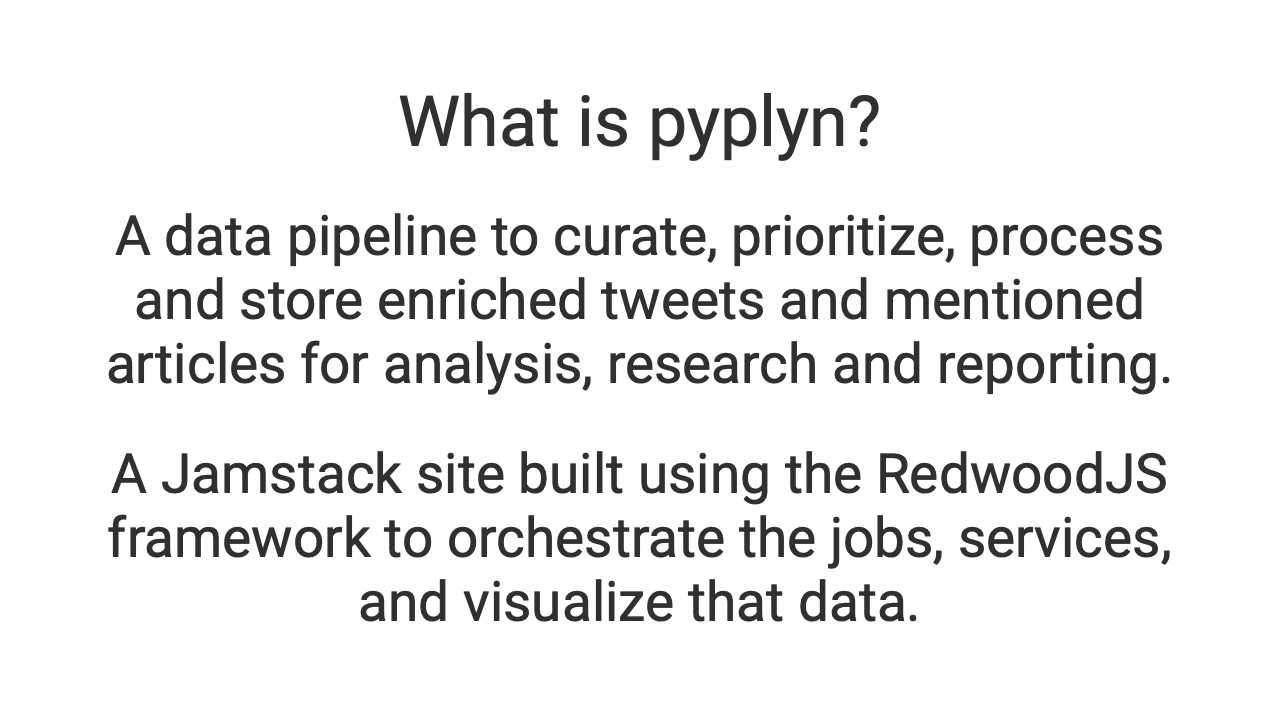 What is pyplyn?
A data pipeline to curate, prioritize, process
and store enriched tweets and mentioned
articles for analysis, research and reporting.
A Jamstack site built using the RedwoodJS
framework to orchestrate the jobs, services,
and visualize that data.